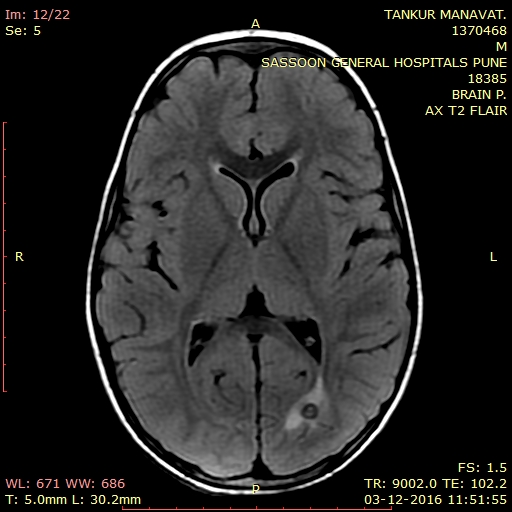 Im: 12/22
Se: 5
A
TANKUR MANAVAT.
1370468
M
SASSOON GENERAL HOSPITALS PUNE
18385
BRAIN P.
AX T2 FLAIR
R
L
WL: 671 WW: 686
T: 5.0mm L: 30.2mm
P
FS: 1.5
TR: 9002.0 TE: 102.2
03-12-2016 11:51:55